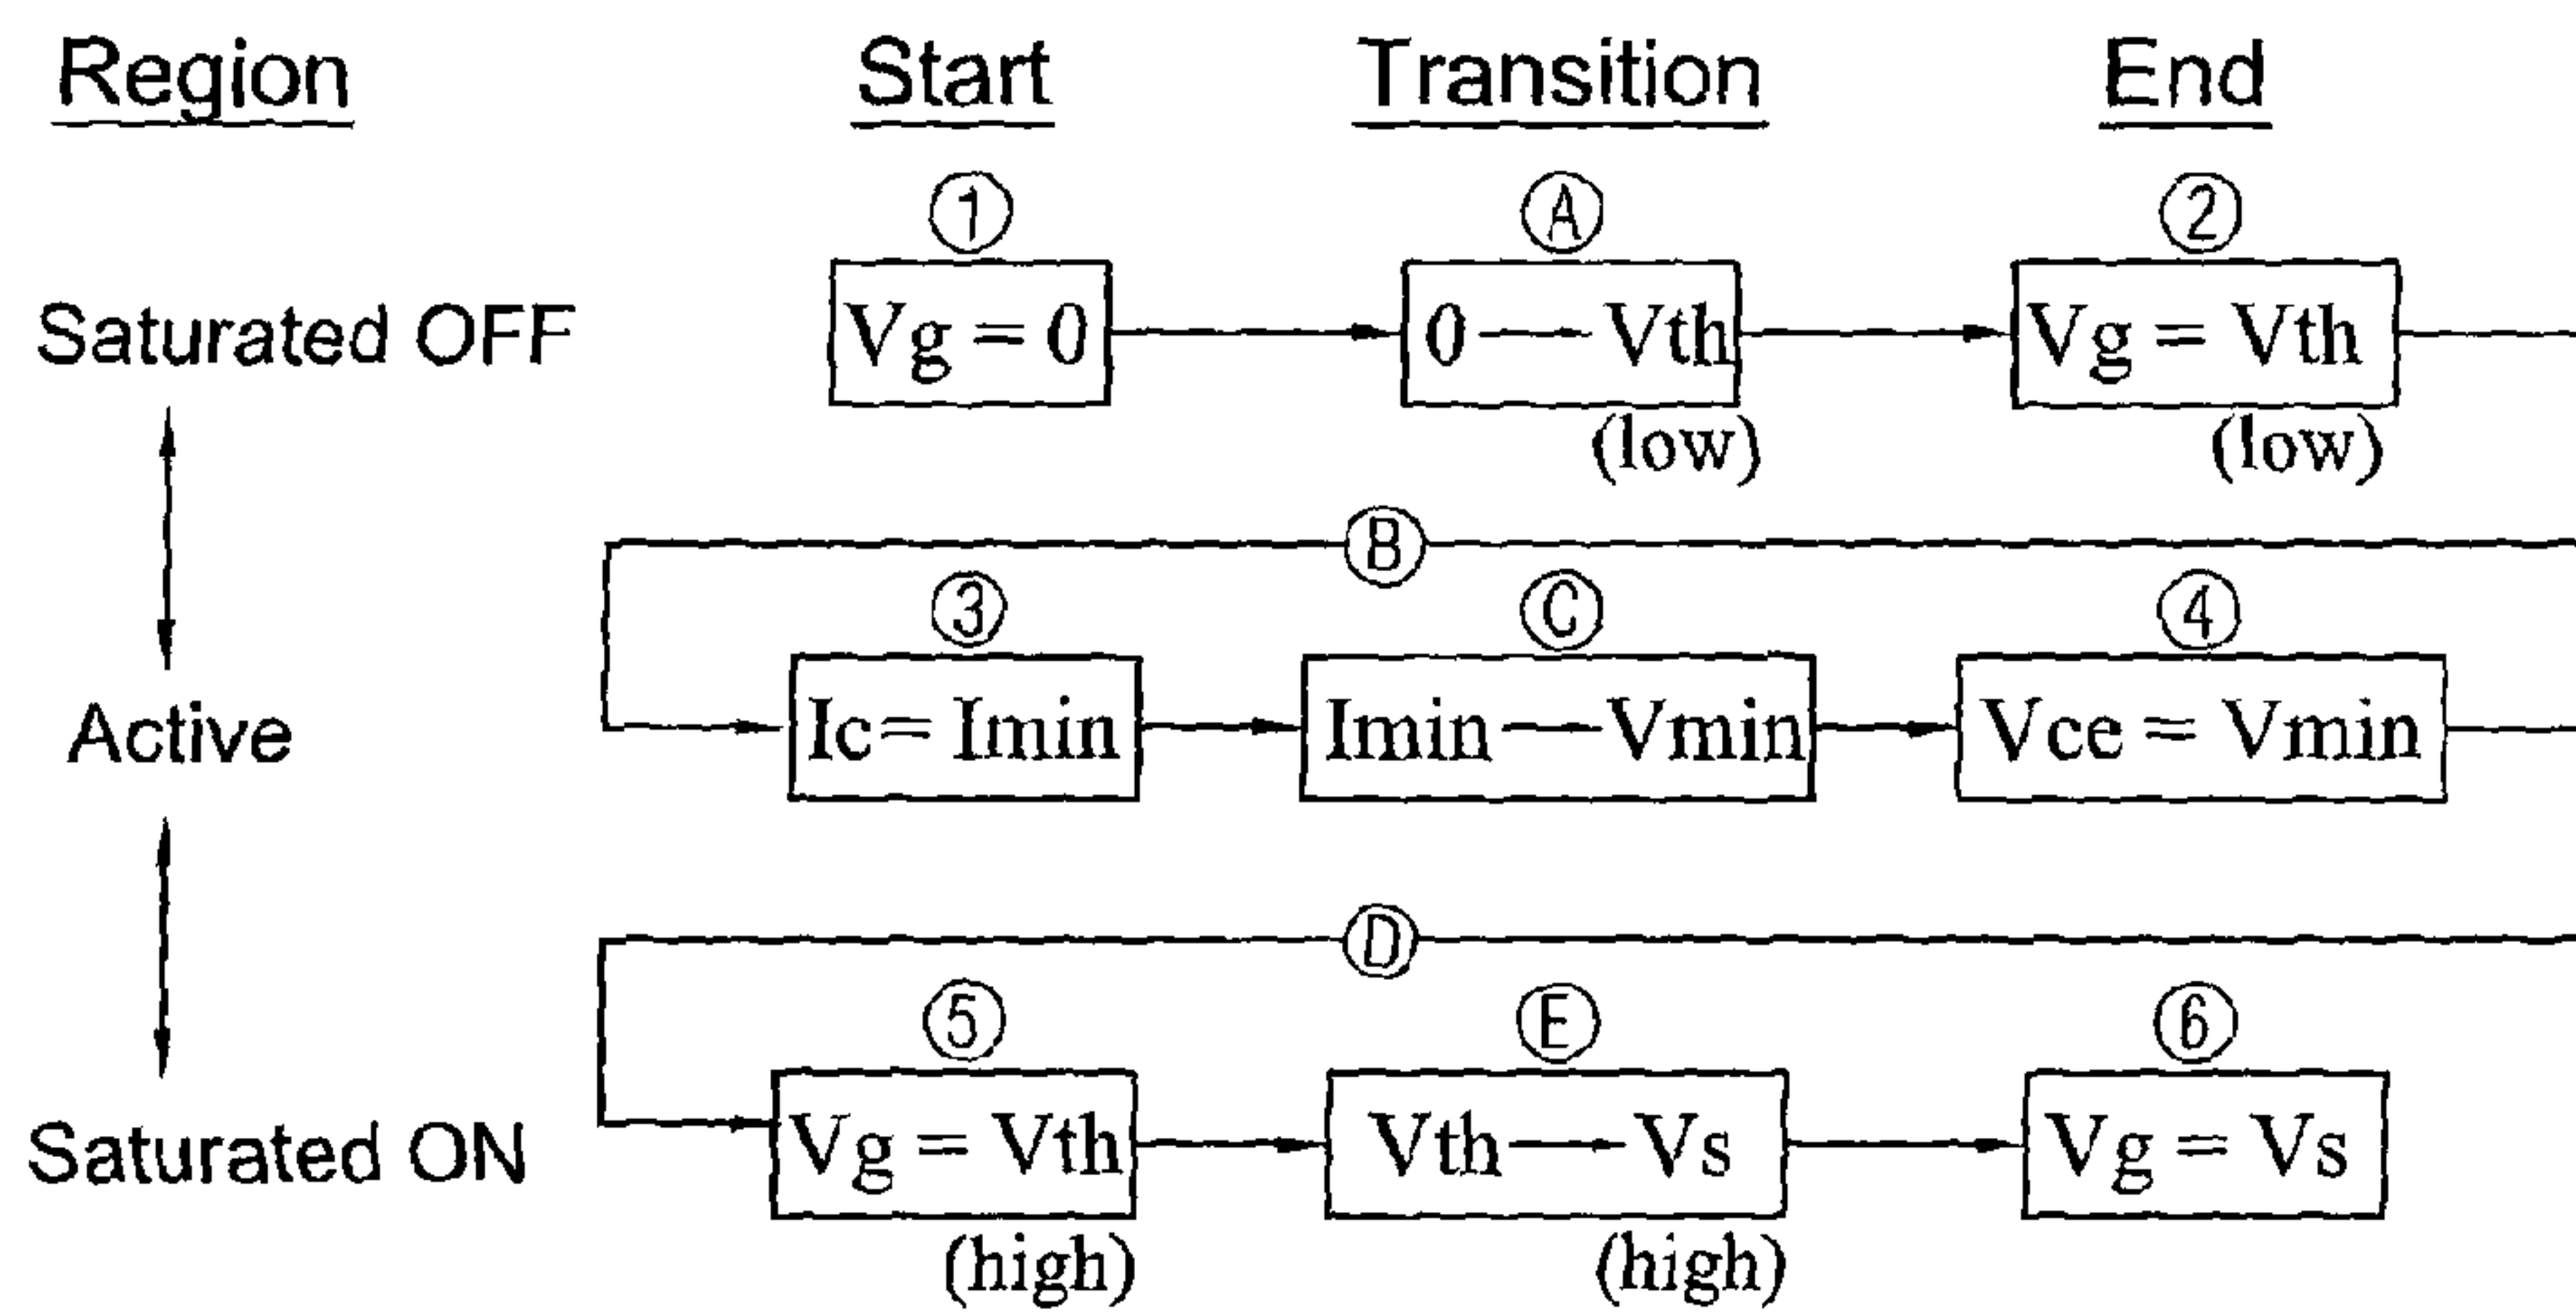 Region Start Transition End
① Ⓐ ②
Saturated OFF Vg = 0 0 → Vth Vg = Vth
(low) (low)
Ⓑ
③ Ⓒ ④
Active Ic = Imin Imin → Vmin Vce = Vmin
Ⓓ
⑤ Ⓔ ⑥
Saturated ON Vg = Vth Vth → Vs Vg = Vs
(high) (high)